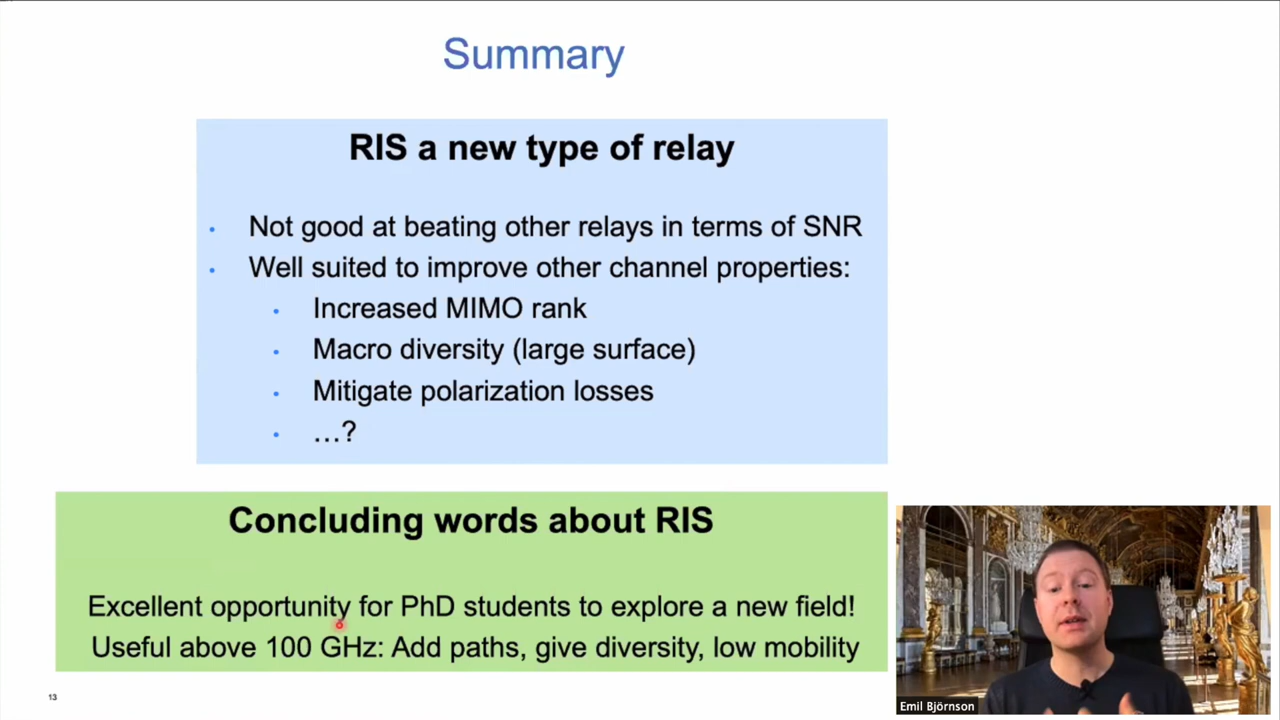 Summary
RIS a new type of relay
• Not good at beating other relays in terms of SNR
• Well suited to improve other channel properties:
• Increased MIMO rank
• Macro diversity (large surface)
• Mitigate polarization losses
• …?
Concluding words about RIS
Excellent opportunity for PhD students to explore a new field!
Useful above 100 GHz: Add paths, give diversity, low mobility
13
Emil Björnson